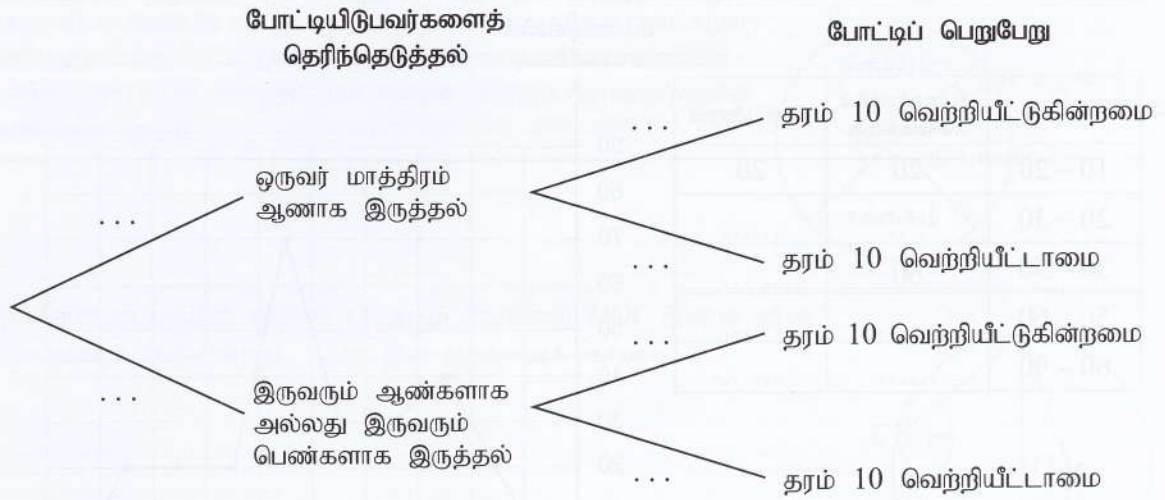 போட்டியிடுபவர்களைத்
தெரிந்தெடுத்தல்
போட்டிப் பெறுபேறு
... தரம் 10 வெற்றியீட்டுகின்றமை
ஒருவர் மாத்திரம்
ஆணாக இருத்தல்
...
... தரம் 10 வெற்றியீட்டாமை
... தரம் 10 வெற்றியீட்டுகின்றமை
...
இருவரும் ஆண்களாக
அல்லது இருவரும்
பெண்களாக இருத்தல்
... தரம் 10 வெற்றியீட்டாமை